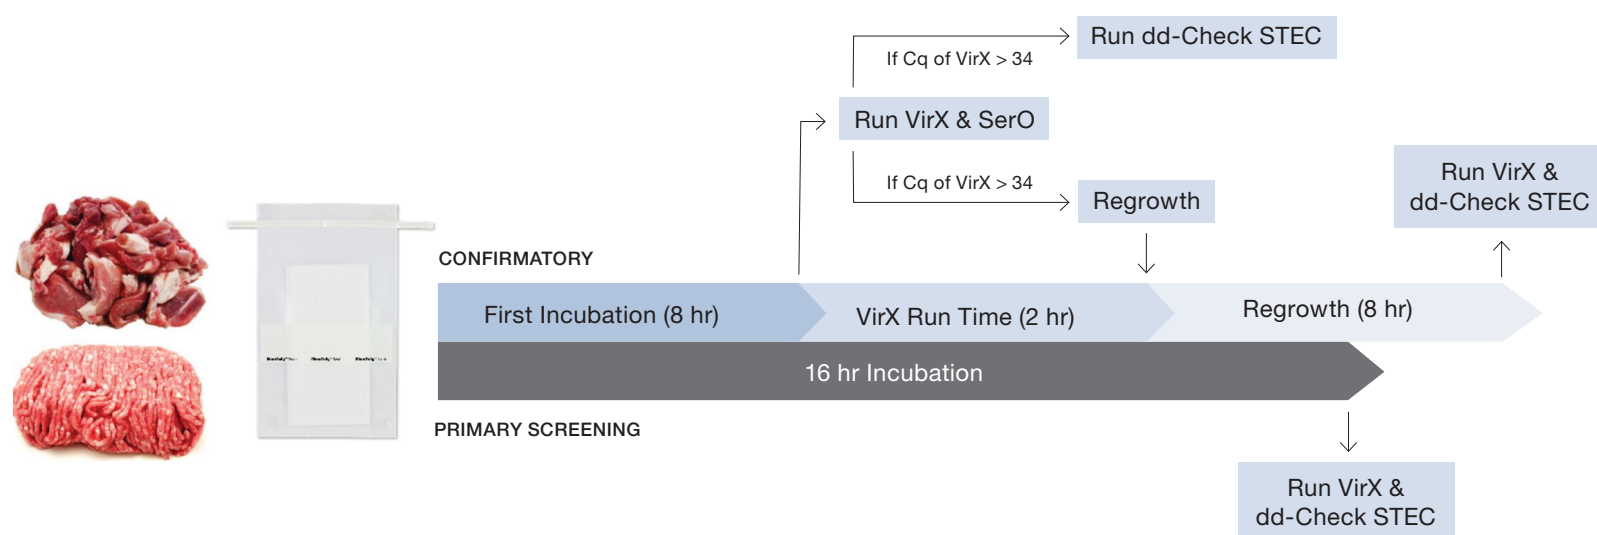 Run dd-Check STEC
If Cq of VirX > 34
Run VirX & SerO
If Cq of VirX > 34
Regrowth
Run VirX &
dd-Check STEC
CONFIRMATORY
First Incubation (8 hr)
VirX Run Time (2 hr)
Regrowth (8 hr)
16 hr Incubation
PRIMARY SCREENING
Run VirX &
dd-Check STEC